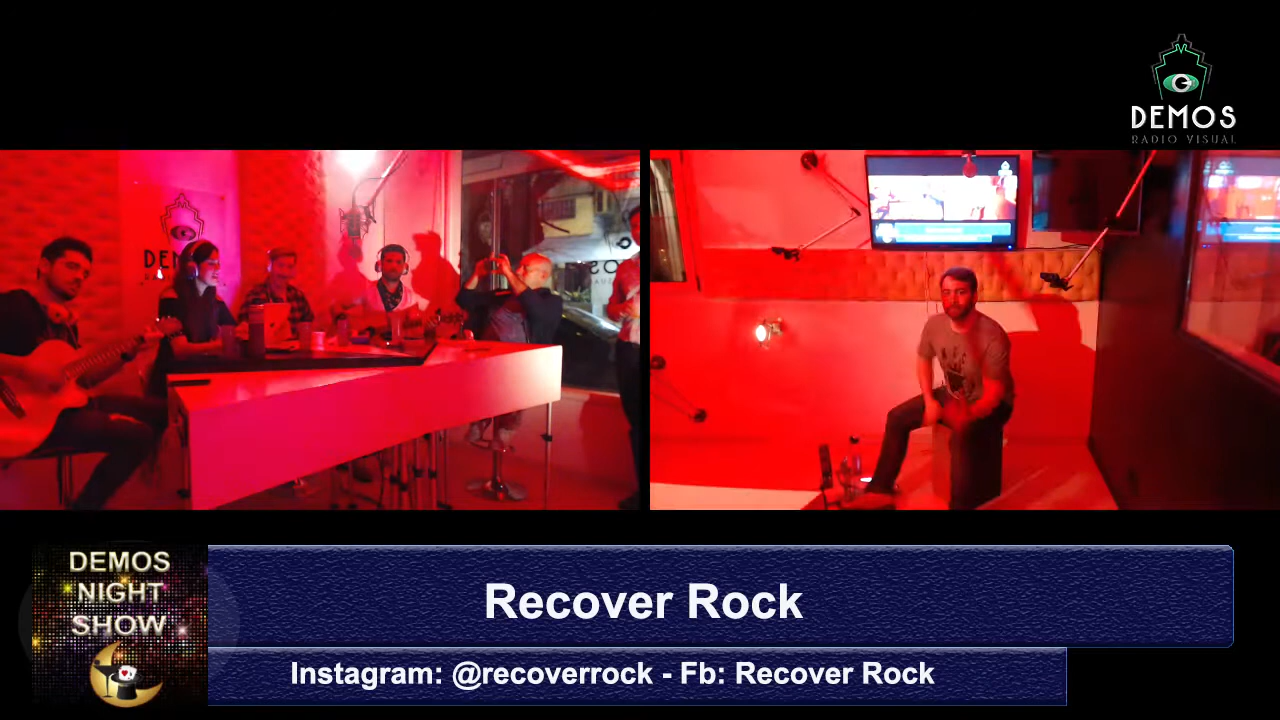 DEMOS
RADIO VISUAL
DEMOS
NIGHT
SHOW
Recover Rock
Instagram: @recoverrock - Fb: Recover Rock